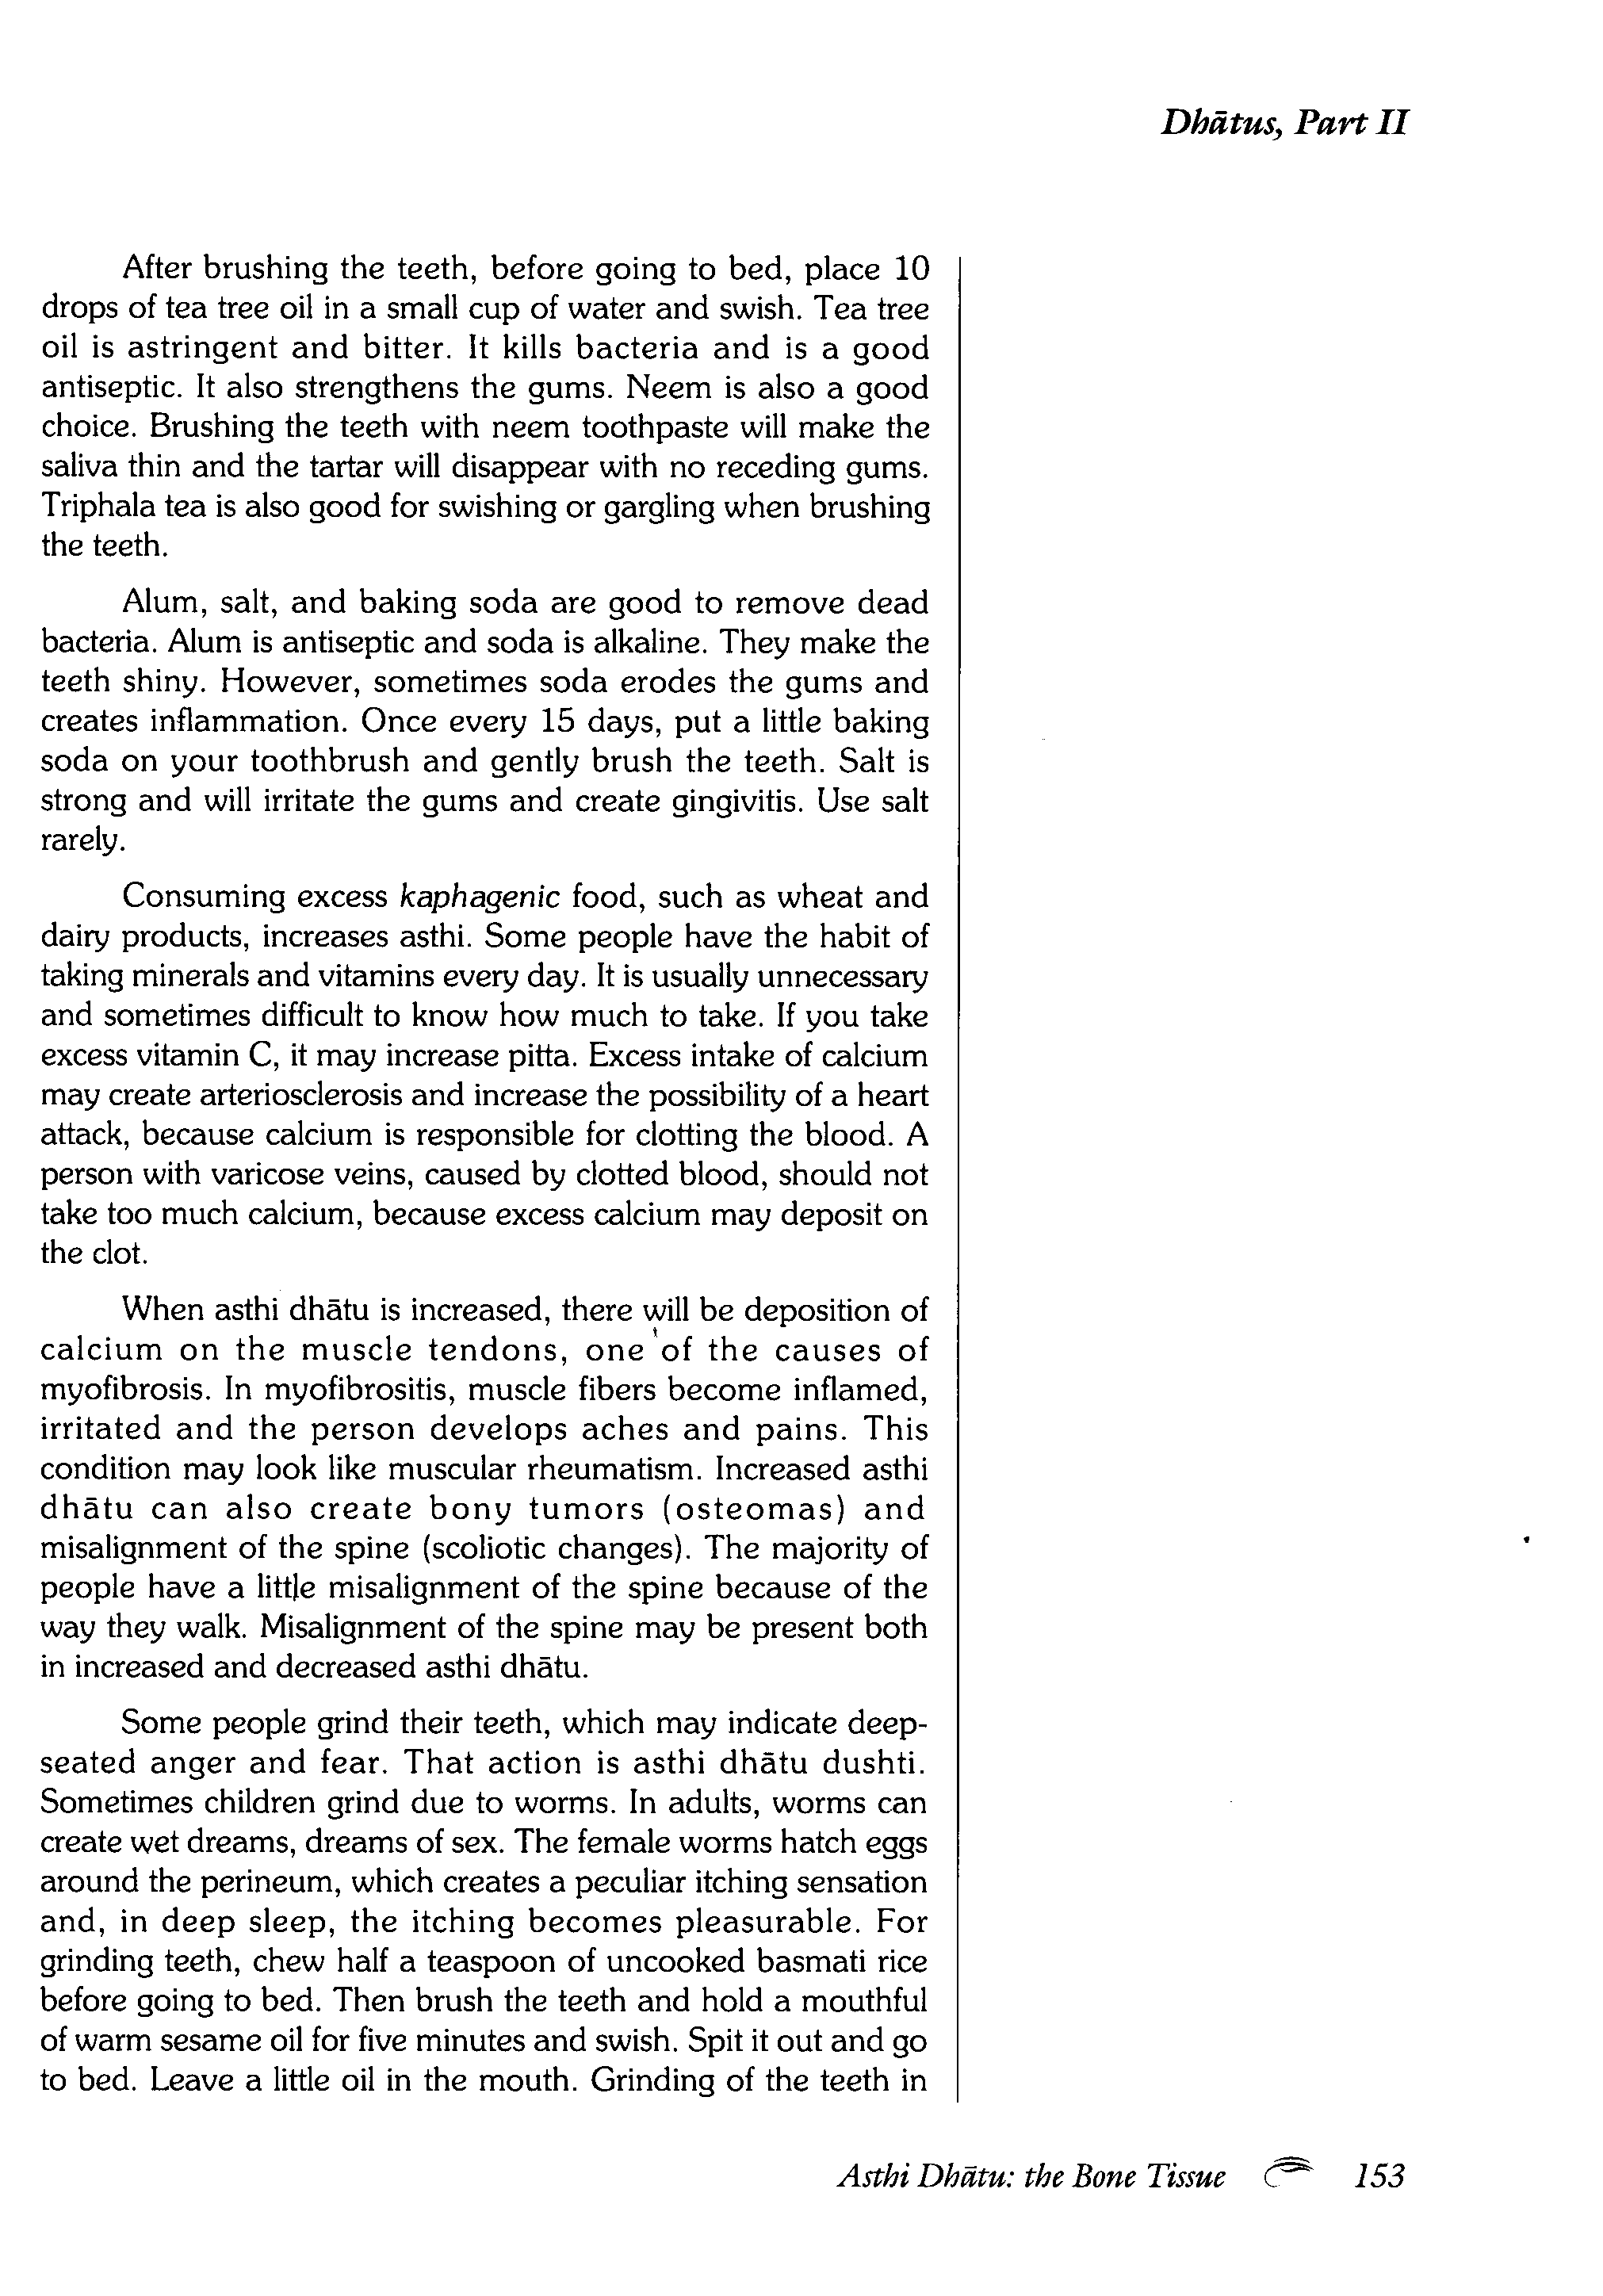 Dhātus, Part II
After brushing the teeth, before going to bed, place 10
drops of tea tree oil in a small cup of water and swish. Tea tree
oil is astringent and bitter. It kills bacteria and is a good
antiseptic. It also strengthens the gums. Neem is also a good
choice. Brushing the teeth with neem toothpaste will make the
saliva thin and the tartar will disappear with no receding gums.
Triphala tea is also good for swishing or gargling when brushing
the teeth.
Alum, salt, and baking soda are good to remove dead
bacteria. Alum is antiseptic and soda is alkaline. They make the
teeth shiny. However, sometimes soda erodes the gums and
creates inflammation. Once every 15 days, put a little baking
soda on your toothbrush and gently brush the teeth. Salt is
strong and will irritate the gums and create gingivitis. Use salt
rarely.
Consuming excess kaphagenic food, such as wheat and
dairy products, increases asthi. Some people have the habit of
taking minerals and vitamins every day. It is usually unnecessary
and sometimes difficult to know how much to take. If you take
excess vitamin C, it may increase pitta. Excess intake of calcium
may create arteriosclerosis and increase the possibility of a heart
attack, because calcium is responsible for clotting the blood. A
person with varicose veins, caused by clotted blood, should not
take too much calcium, because excess calcium may deposit on
the clot.
When asthi dhātu is increased, there will be deposition of
calcium on the muscle tendons, one of the causes of
myofibrosis. In myofibrositis, muscle fibers become inflamed,
irritated and the person develops aches and pains. This
condition may look like muscular rheumatism. Increased asthi
dhātu can also create bony tumors (osteomas) and
misalignment of the spine (scoliotic changes). The majority of
people have a little misalignment of the spine because of the
way they walk. Misalignment of the spine may be present both
in increased and decreased asthi dhātu.
Some people grind their teeth, which may indicate deep-
seated anger and fear. That action is asthi dhātu dushti.
Sometimes children grind due to worms. In adults, worms can
create wet dreams, dreams of sex. The female worms hatch eggs
around the perineum, which creates a peculiar itching sensation
and, in deep sleep, the itching becomes pleasurable. For
grinding teeth, chew half a teaspoon of uncooked basmati rice
before going to bed. Then brush the teeth and hold a mouthful
of warm sesame oil for five minutes and swish. Spit it out and go
to bed. Leave a little oil in the mouth. Grinding of the teeth in
Asthi Dhātu: the Bone Tissue 153